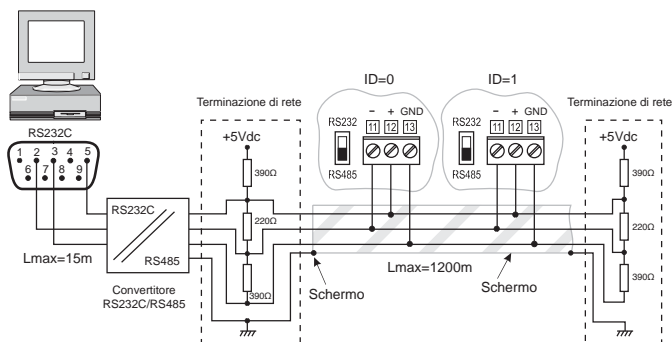 ID=0
ID=1
Terminazione di rete
Terminazione di rete
- + GND
- + GND
RS232
11 12 13
RS232
11 12 13
RS232C
+5Vdc
+5Vdc
RS485
RS485
1 2 3 4 5
6 7 8 9
390Ω
390Ω
RS232C
220Ω
220Ω
RS485
Lmax=15m
Lmax=1200m
390Ω
390Ω
Convertitore
RS232C/RS485
Schermo
Schermo